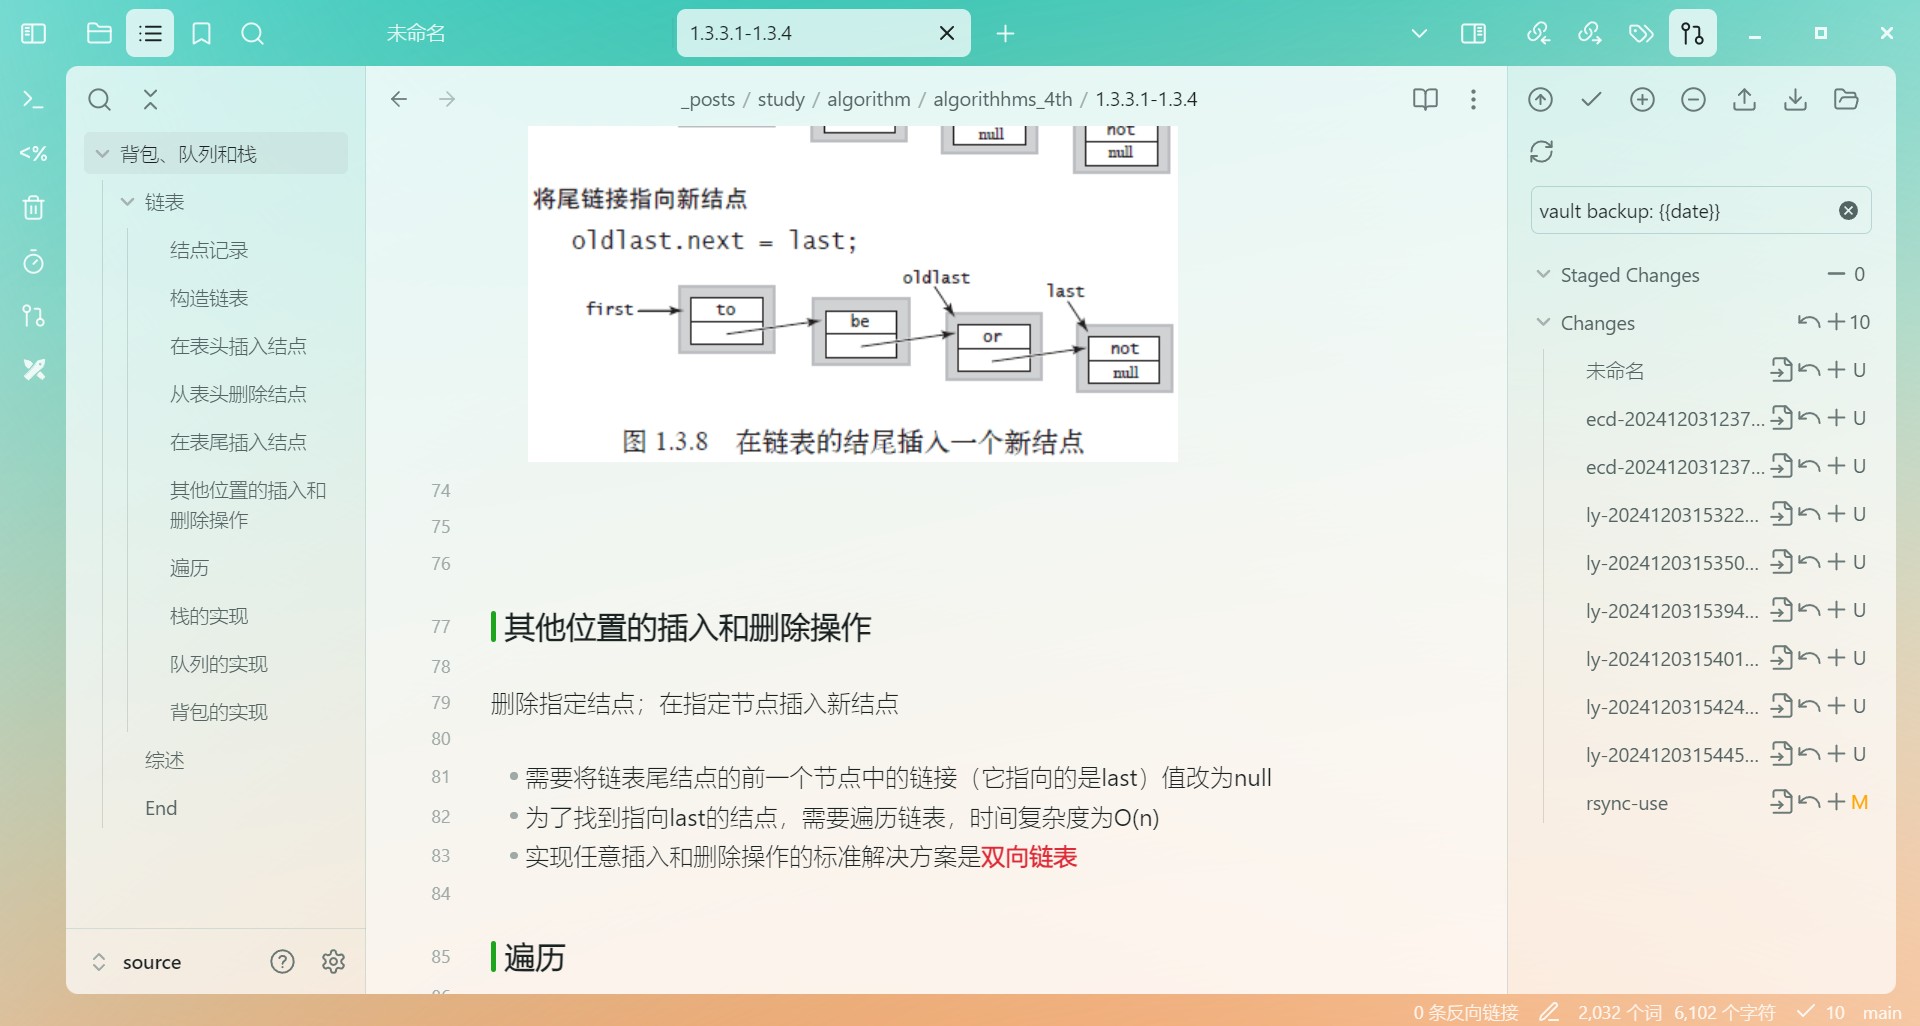 未命名
1.3.3.1-1.3.4
背包、队列和栈
链表
结点记录
构造链表
在表头插入结点
从表头删除结点
在表尾插入结点
其他位置的插入和
删除操作
遍历
栈的实现
队列的实现
背包的实现
综述
End
source
_posts / study / algorithm / algorithhms_4th / 1.3.3.1-1.3.4
null
not
null
将尾链接指向新结点
oldlast.next = last;
oldlast
last
first
to
be
or
not
null
图 1.3.8 在链表的结尾插入一个新结点
74
75
76
77 其他位置的插入和删除操作
78
79 删除指定结点；在指定节点插入新结点
80
81 需要将链表尾结点的前一个节点中的链接（它指向的是last）值改为null
82 为了找到指向last的结点，需要遍历链表，时间复杂度为O(n)
83 实现任意插入和删除操作的标准解决方案是双向链表
84
85 遍历
vault backup: {{date}}
Staged Changes 0
Changes 10
未命名 U
ecd-202412031237... U
ecd-202412031237... U
ly-2024120315322... U
ly-2024120315350... U
ly-2024120315394... U
ly-2024120315401... U
ly-2024120315424... U
ly-2024120315445... U
rsync-use M
0 条反向链接 2,032 个词 6,102 个字符 10 main